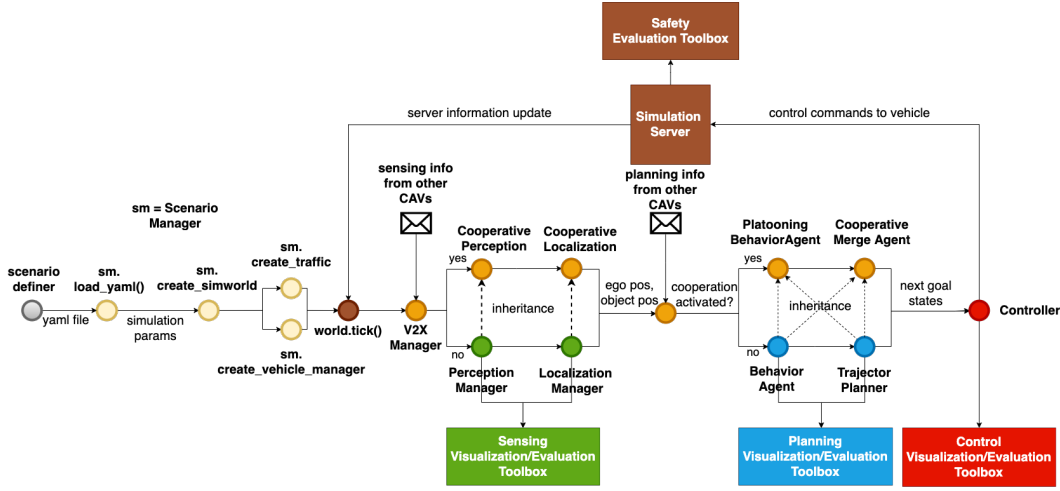 Safety
Evaluation Toolbox
Simulation
Server
server information update
control commands to vehicle
sensing info
from other
CAVs
planning info
from other
CAVs
sm = Scenario
Manager
Cooperative
Perception
Cooperative
Localization
Platooning
BehaviorAgent
Cooperative
Merge Agent
scenario
definer
sm.
load_yaml()
sm.
create_simworld
sm.
create_traffic
yes
yes
yaml file
simulation
params
world.tick()
V2X
Manager
inheritance
ego pos,
object pos
cooperation
activated?
inheritance
next goal
states
Controller
sm.
create_vehicle_manager
no
Perception
Manager
Localization
Manager
no
Behavior
Agent
Trajector
Planner
Sensing
Visualization/Evaluation
Toolbox
Planning
Visualization/Evaluation
Toolbox
Control
Visualization/Evaluation
Toolbox